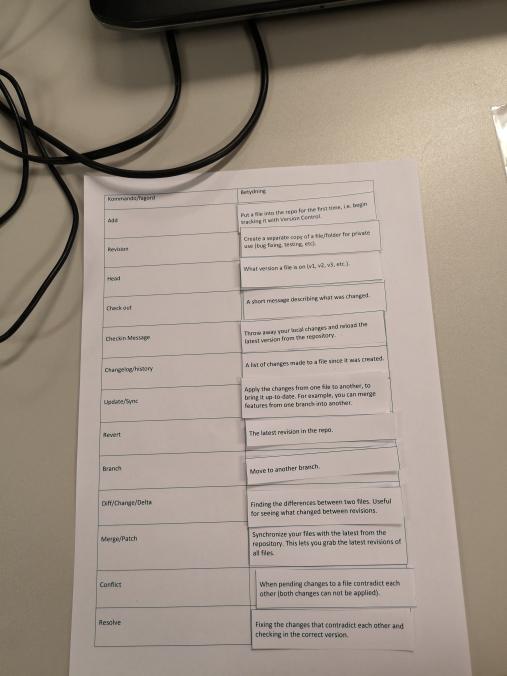 Kommando/fagord
Betydning
Add
Put a file into the repo for the first time, i.e. begin
tracking it with Version Control.
Revision
Create a separate copy of a file/folder for private
use (bug fixing, testing, etc).
Head
What version a file is on (v1, v2, v3, etc.).
Check out
A short message describing what was changed.
Checkin Message
Throw away your local changes and reload the
latest version from the repository.
Changelog/history
A list of changes made to a file since it was created.
Update/Sync
Apply the changes from one file to another, to
bring it up-to-date. For example, you can merge
features from one branch into another.
Revert
The latest revision in the repo.
Branch
Move to another branch.
Diff/Change/Delta
Finding the differences between two files. Useful
for seeing what changed between revisions.
Merge/Patch
Synchronize your files with the latest from the
repository. This lets you grab the latest revisions of
all files.
Conflict
When pending changes to a file contradict each
other (both changes can not be applied).
Resolve
Fixing the changes that contradict each other and
checking in the correct version.